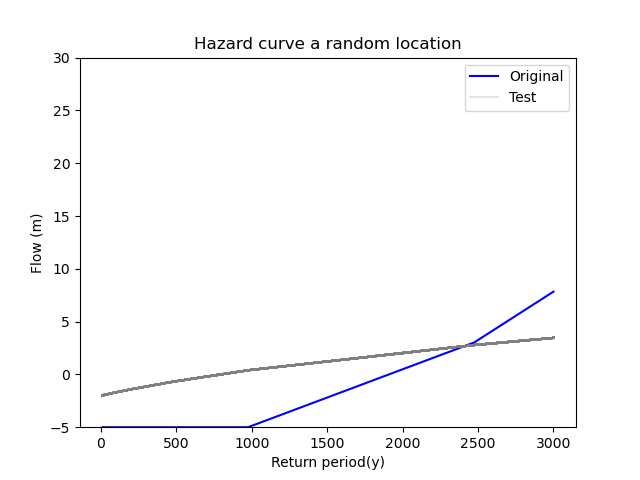 Hazard curve a random location
Original
Test
30
25
20
15
10
5
0
−5
Flow (m)
0 500 1000 1500 2000 2500 3000
Return period(y)